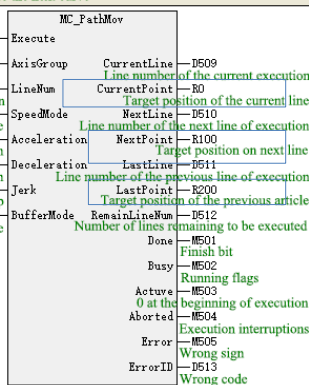 MC_PathMov
Execute
AxisGroup CurrentLine D509
Line number of the current execution
LineNum CurrentPoint R0
Target position of the current line
SpeedMode NextLine D510
Line number of the next line of execution
Acceleration NextPoint R100
Target position on next line
Deceleration LastLine D511
Line number of the previous line of execution
Jerk LastPoint R200
Target position of the previous article
BufferMode RemainLineNum D512
Number of lines remaining to be executed
Done M501
Finish bit
Busy M502
Running flags
Actuve M503
0 at the beginning of execution
Aborted M504
Execution interruptions
Error M505
Wrong sign
ErrorID D513
Wrong code